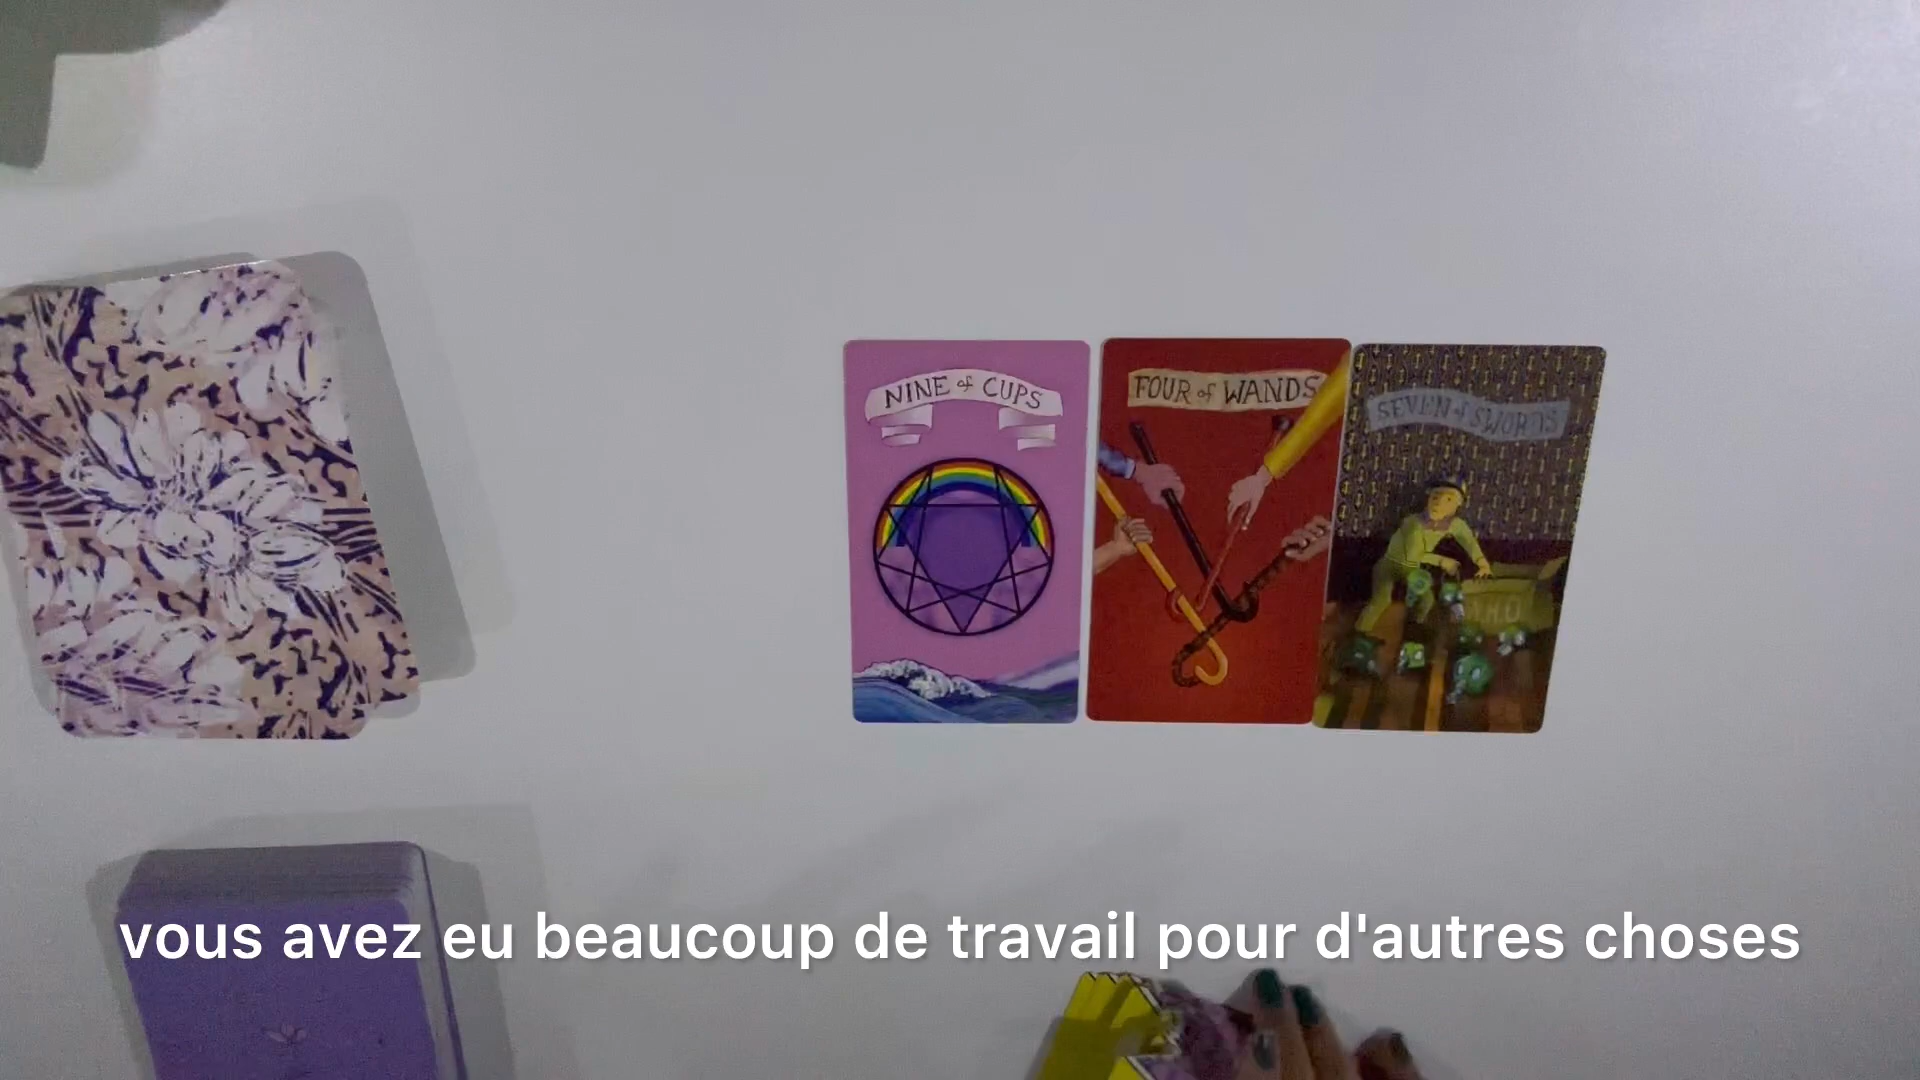 NINE of CUPS
FOUR of WANDS
SEVEN of SWORDS
vous avez eu beaucoup de travail pour d'autres choses